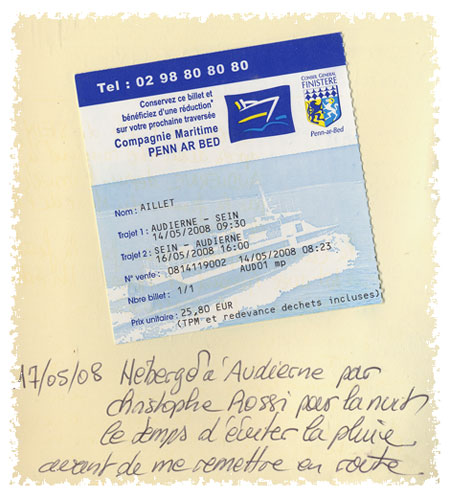 Tel : 02 98 80 80 80
Conservez ce billet et
bénéficiez d'une réduction*
sur votre prochaine traversée
Compagnie Maritime
PENN AR BED
CONSEIL GENERAL
FINISTERE
Penn-ar-Bed
Nom : AILLET
Trajet 1 : AUDIERNE - SEIN
14/05/2008 09:30
Trajet 2 : SEIN - AUDIERNE
16/05/2008 16:00
N° vente : 0814119002 14/05/2008 08:23
AUD01 mp
Nbre billet : 1/1
Prix unitaire : 25,80 EUR
(TPM et redevance dechets incluses)
17/05/08 Hébergé à Audierne par
Christophe Rossi pour la nuit
le temps d'éviter la pluie
avant de me remettre en route